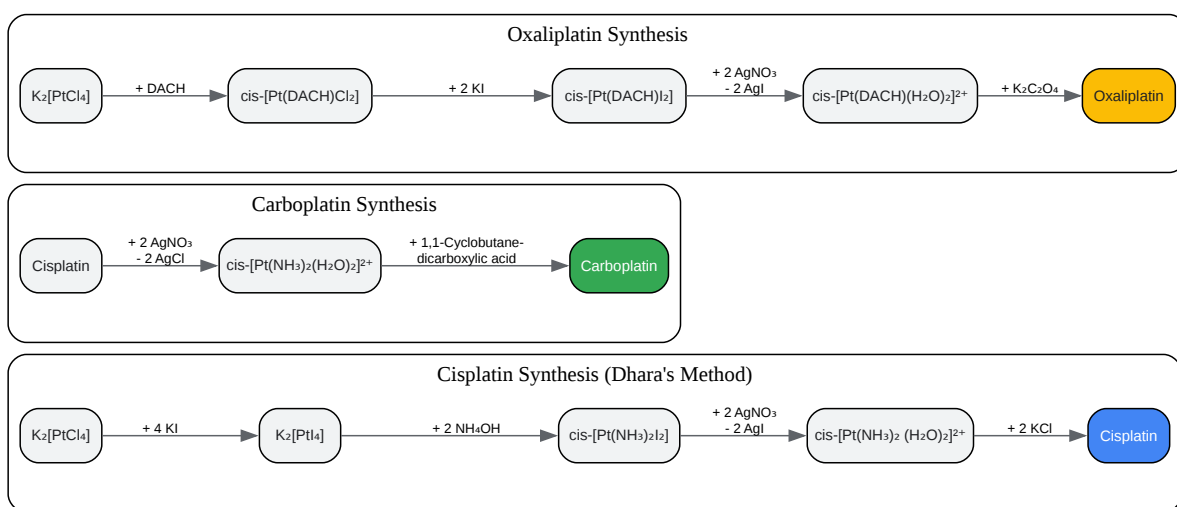 Oxaliplatin Synthesis
K₂[PtCl₄]
+ DACH
cis-[Pt(DACH)Cl₂]
+ 2 KI
cis-[Pt(DACH)I₂]
+ 2 AgNO₃
- 2 AgI
cis-[Pt(DACH)(H₂O)₂]²⁺
+ K₂C₂O₄
Oxaliplatin
Carboplatin Synthesis
Cisplatin
+ 2 AgNO₃
- 2 AgCl
cis-[Pt(NH₃)₂(H₂O)₂]²⁺
+ 1,1-Cyclobutane-
dicarboxylic acid
Carboplatin
Cisplatin Synthesis (Dhara's Method)
K₂[PtCl₄]
+ 4 KI
K₂[PtI₄]
+ 2 NH₄OH
cis-[Pt(NH₃)₂I₂]
+ 2 AgNO₃
- 2 AgI
cis-[Pt(NH₃)₂ (H₂O)₂]²⁺
+ 2 KCl
Cisplatin